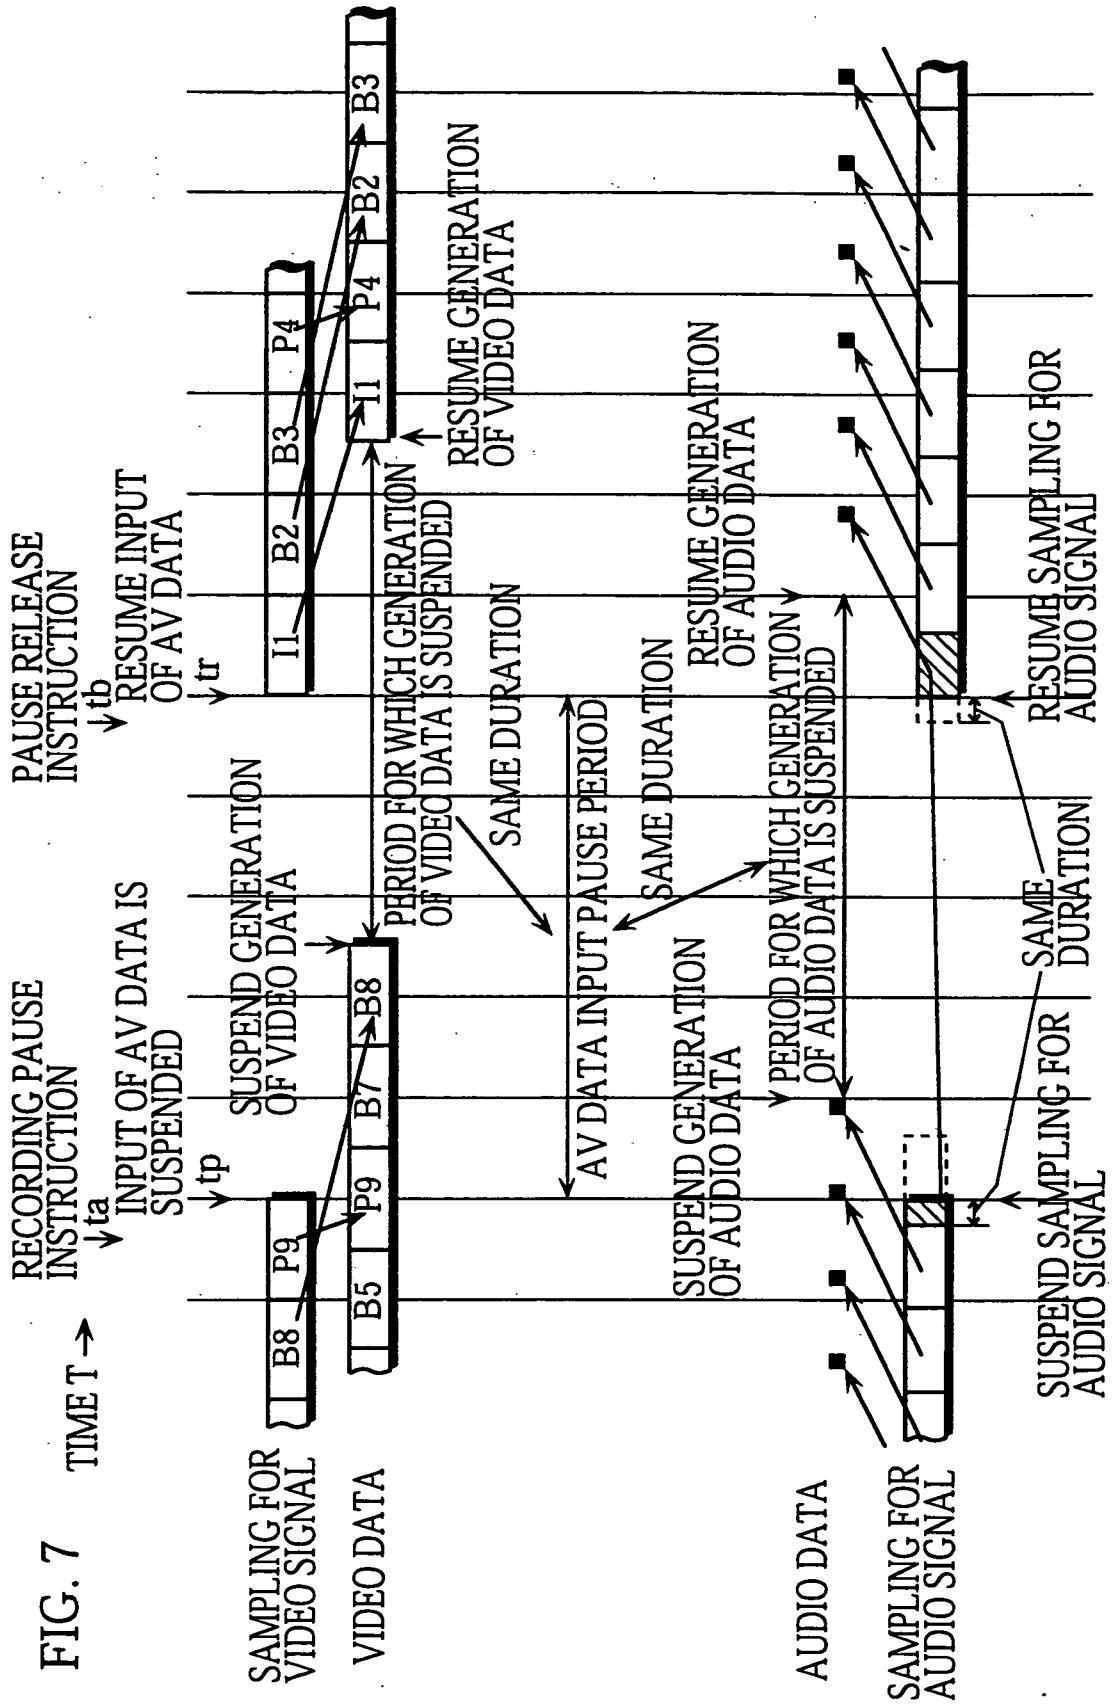 FIG. 7
TIME T →
RECORDING PAUSE
INSTRUCTION
ta
INPUT OF AV DATA IS
SUSPENDED
tp
PAUSE RELEASE
INSTRUCTION
tb
RESUME INPUT
OF AV DATA
tr
SAMPLING FOR
VIDEO SIGNAL
B8
P9
I1
B2
B3
P4
SUSPEND GENERATION
OF VIDEO DATA
VIDEO DATA
B5
P9
B7
B8
I1
P4
B2
B3
PERIOD FOR WHICH GENERATION
OF VIDEO DATA IS SUSPENDED
RESUME GENERATION
OF VIDEO DATA
SAME DURATION
AV DATA INPUT PAUSE PERIOD
SAME DURATION
SUSPEND GENERATION
OF AUDIO DATA
RESUME GENERATION
OF AUDIO DATA
PERIOD FOR WHICH GENERATION
OF AUDIO DATA IS SUSPENDED
AUDIO DATA
SAMPLING FOR
AUDIO SIGNAL
SUSPEND SAMPLING FOR
AUDIO SIGNAL
SAME
DURATION
RESUME SAMPLING FOR
AUDIO SIGNAL